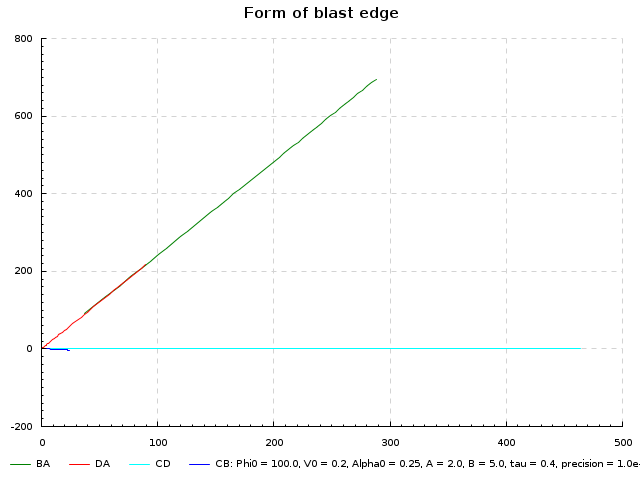 Form of blast edge
800
600
400
200
0
-200
0 100 200 300 400 500
BA DA CD CB: Phi0 = 100.0, V0 = 0.2, Alpha0 = 0.25, A = 2.0, B = 5.0, tau = 0.4, precision = 1.0e-